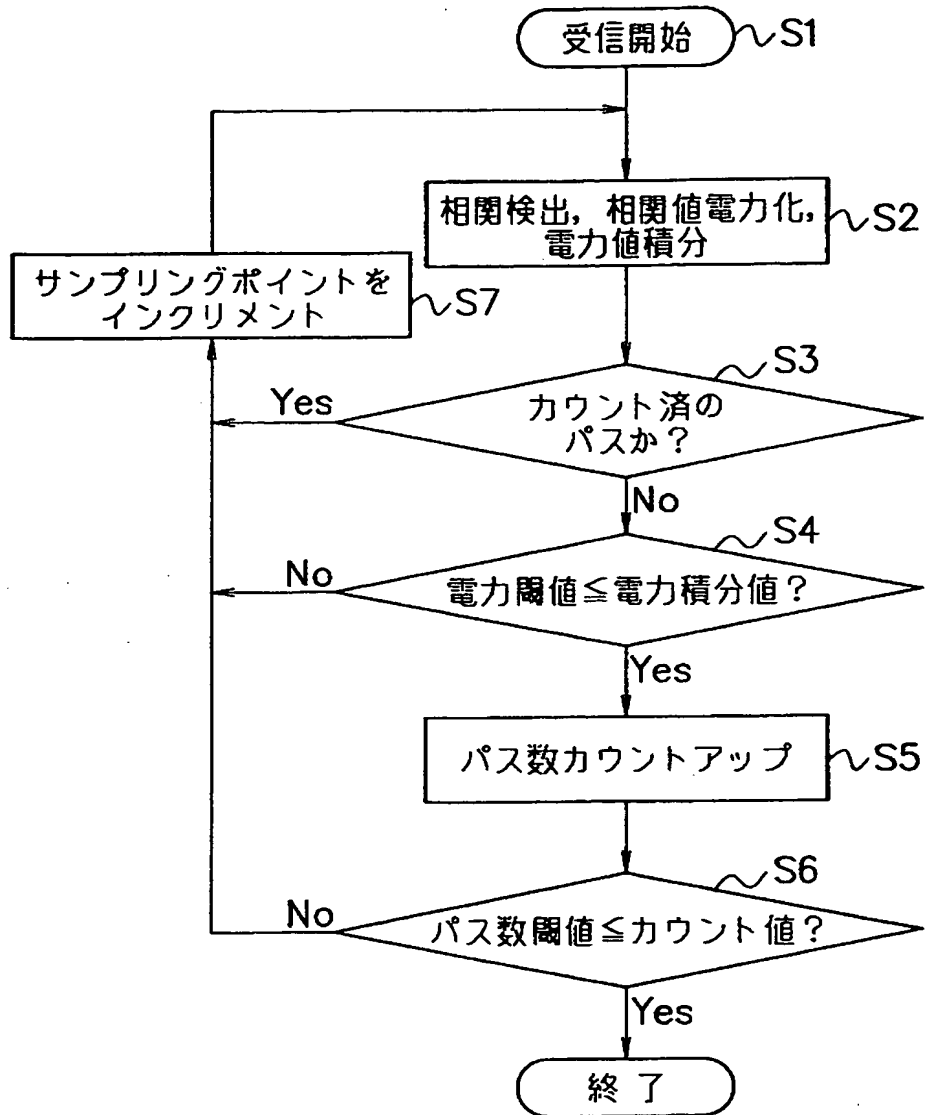 受信開始
S1
相関検出，相関値電力化，
電力値積分
S2
サンプリングポイントを
インクリメント
S7
S3
Yes
カウント済の
パスか？
No
S4
No
電力閾値≦電力積分値？
Yes
パス数カウントアップ
S5
S6
No
パス数閾値≦カウント値？
Yes
終了